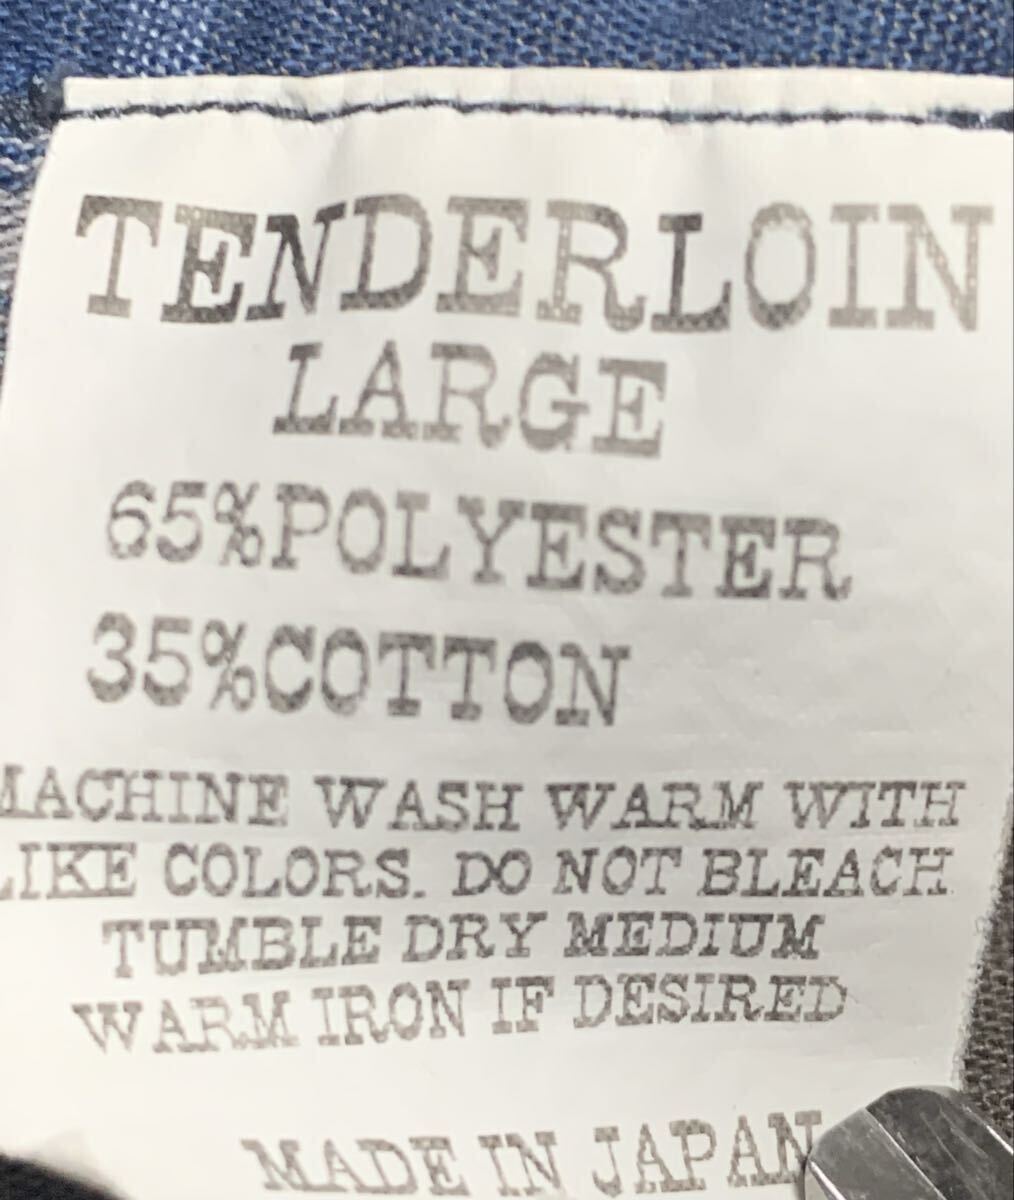 TENDERLOIN
LARGE
65%POLYESTER
35%COTTON
MACHINE WASH WARM WITH
LIKE COLORS. DO NOT BLEACH
TUMBLE DRY MEDIUM
WARM IRON IF DESIRED
MADE IN JAPAN